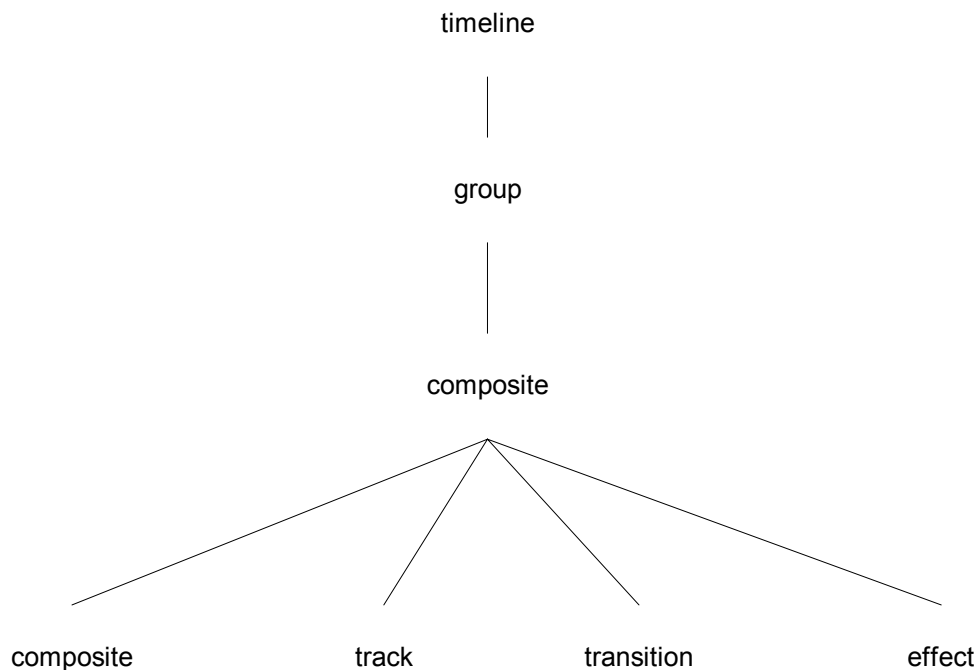 timeline
group
composite
composite track transition effect